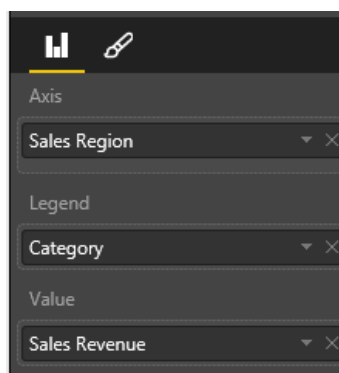 Axis
Sales Region
Legend
Category
Value
Sales Revenue